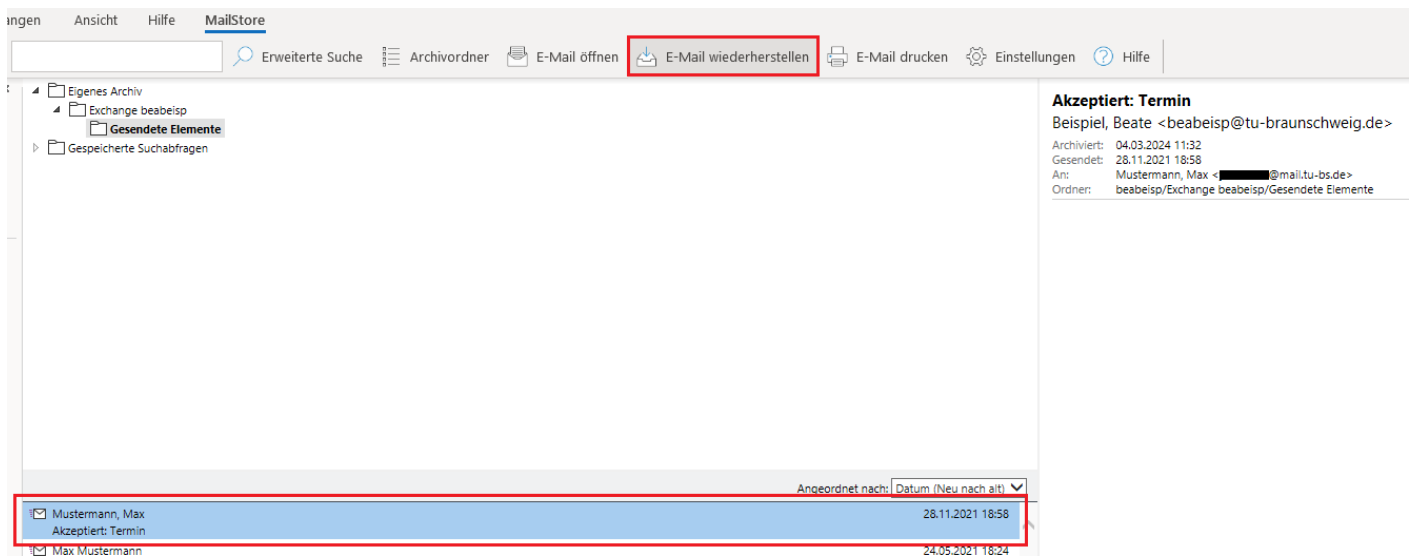 angen Ansicht Hilfe MailStore
Erweiterte Suche Archivordner E-Mail öffnen E-Mail wiederherstellen E-Mail drucken Einstellungen Hilfe
Eigenes Archiv
Exchange beabeisp
Gesendete Elemente
Gespeicherte Suchabfragen
Akzeptiert: Termin
Beispiel, Beate <beabeisp@tu-braunschweig.de>
Archiviert: 04.03.2024 11:32
Gesendet: 28.11.2021 18:58
An: Mustermann, Max < @mail.tu-bs.de>
Ordner: beabeisp/Exchange beabeisp/Gesendete Elemente
Angeordnet nach: Datum (Neu nach alt)
Mustermann, Max 28.11.2021 18:58
Akzeptiert: Termin
Max Mustermann 24.05.2021 18:24